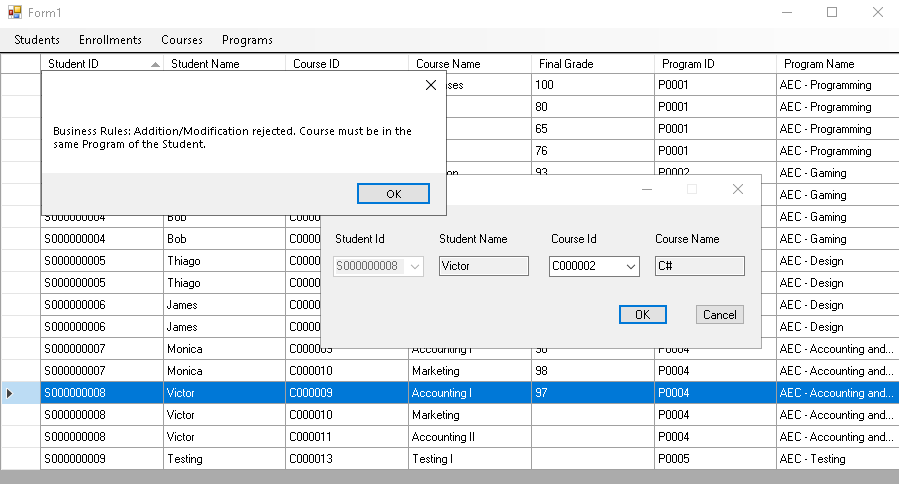 Form1
Students Enrollments Courses Programs
Student ID Student Name Course ID Course Name Final Grade Program ID Program Name
100 P0001 AEC - Programming
80 P0001 AEC - Programming
65 P0001 AEC - Programming
76 P0001 AEC - Programming
93 P0002 AEC - Gaming
AEC - Gaming
AEC - Gaming
AEC - Gaming
Business Rules: Addition/Modification rejected. Course must be in the
same Program of the Student.
OK
S000000004 Bob
S000000004 Bob
S000000005 Thiago AEC - Design
S000000005 Thiago AEC - Design
S000000006 James AEC - Design
S000000006 James AEC - Design
Student Id Student Name Course Id Course Name
S000000008 Victor C000002 C#
OK Cancel
S000000007 Monica C000009 Accounting I 90 P0004 AEC - Accounting and...
S000000007 Monica C000010 Marketing 98 P0004 AEC - Accounting and...
S000000008 Victor C000009 Accounting I 97 P0004 AEC - Accounting and...
S000000008 Victor C000010 Marketing P0004 AEC - Accounting and...
S000000008 Victor C000011 Accounting II P0004 AEC - Accounting and...
S000000009 Testing C000013 Testing I P0005 AEC - Testing